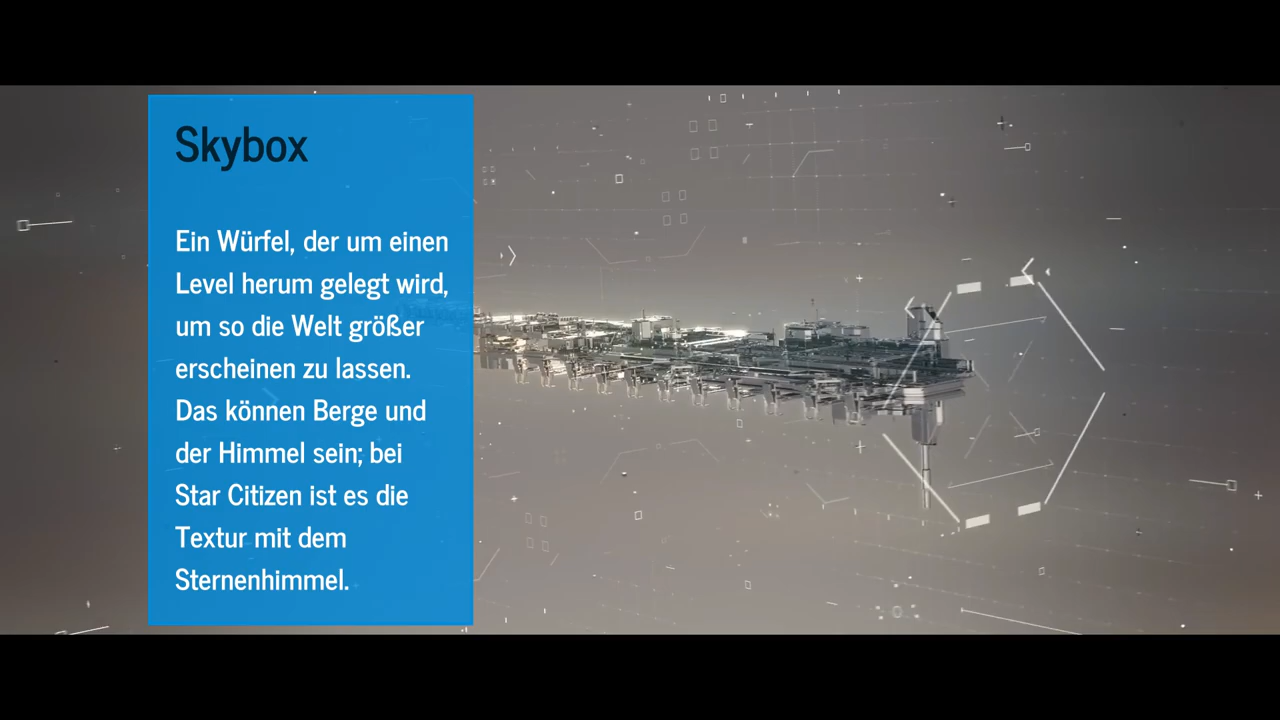 Skybox
Ein Würfel, der um einen
Level herum gelegt wird,
um so die Welt größer
erscheinen zu lassen.
Das können Berge und
der Himmel sein; bei
Star Citizen ist es die
Textur mit dem
Sternenhimmel.